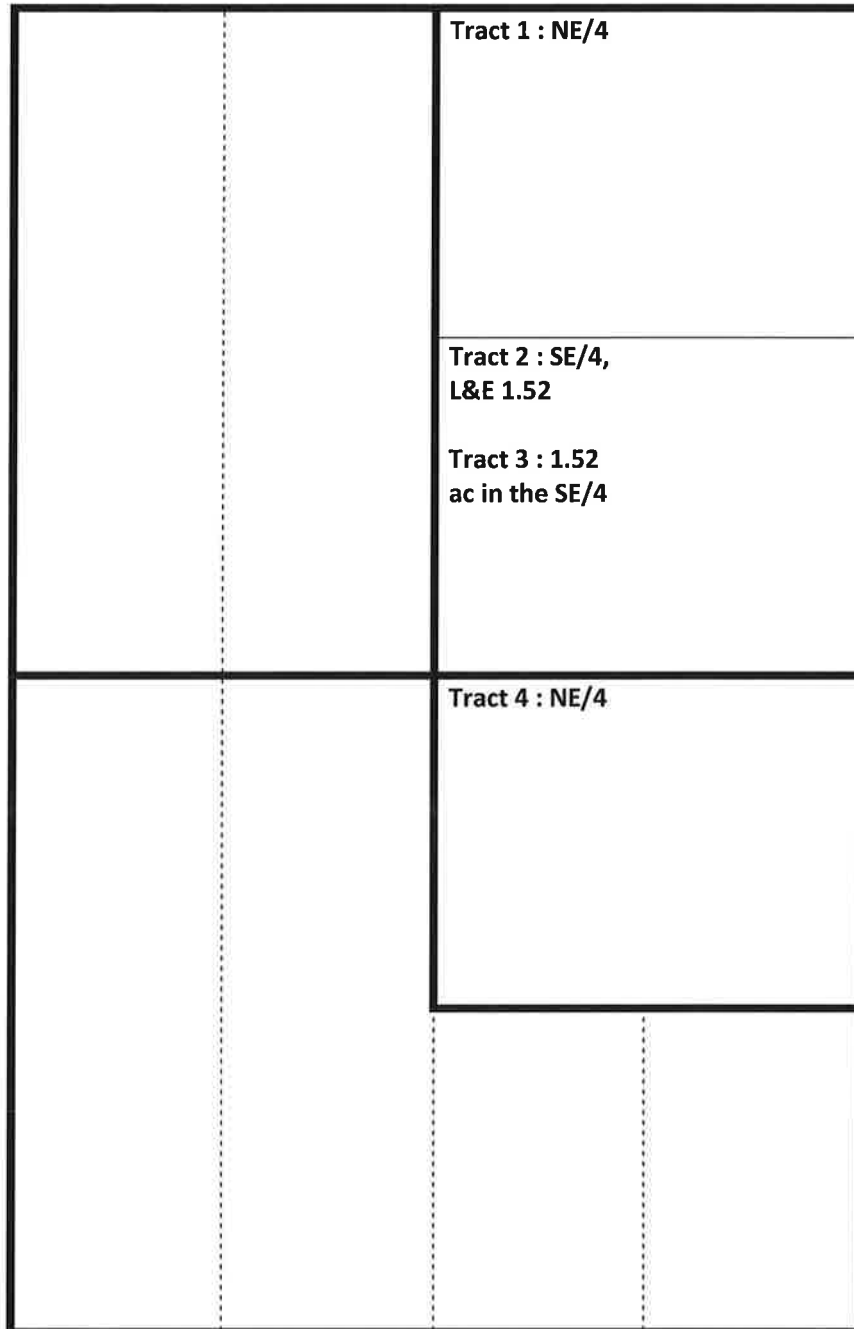 Tract 1 : NE/4
Tract 2 : SE/4,
L&E 1.52
Tract 3 : 1.52
ac in the SE/4
Tract 4 : NE/4